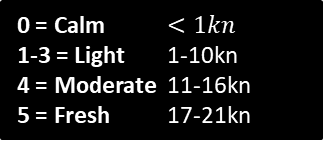 0 = Calm < 1kn
1-3 = Light 1-10kn
4 = Moderate 11-16kn
5 = Fresh 17-21kn